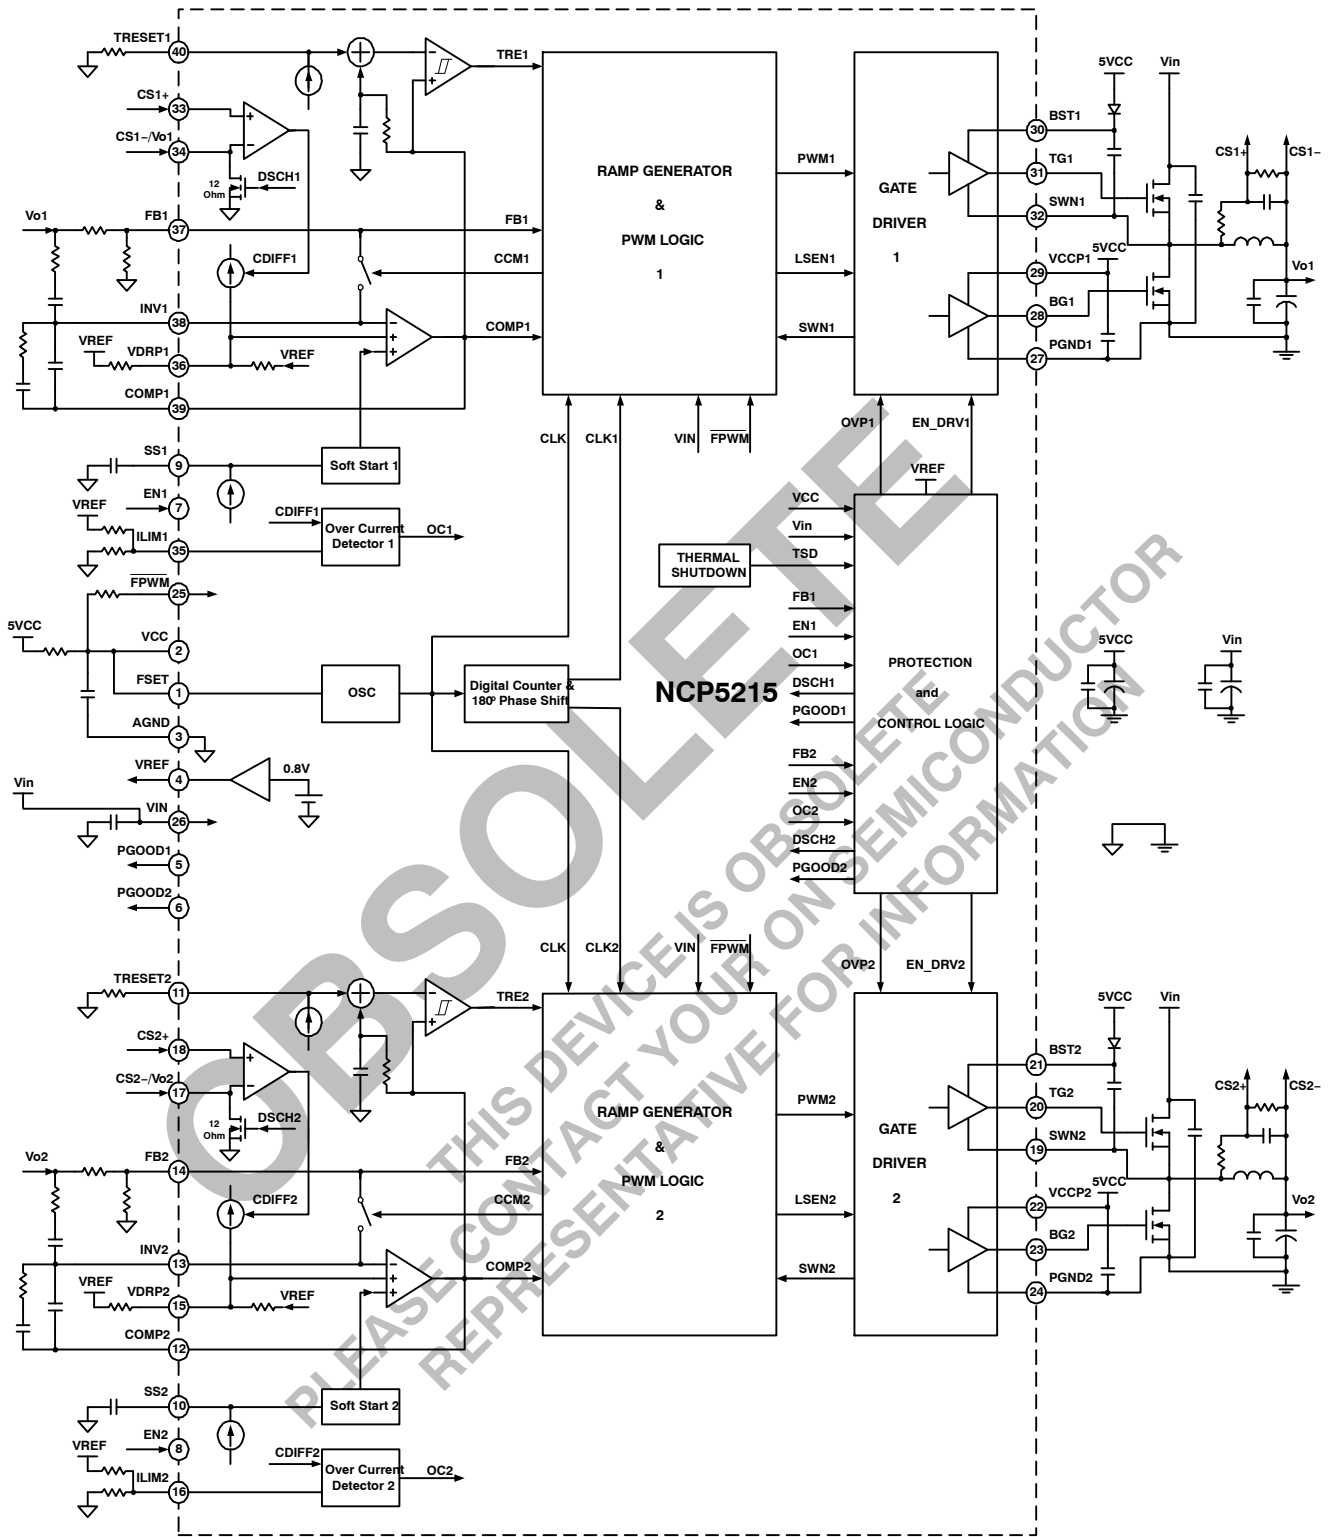 TRESET1
40
CS1+
33
CS1−/Vo1
34
12
Ohm
DSCH1
Vo1
FB1
37
CDIFF1
INV1
38
VREF
VDRP1
36
VREF
COMP1
39
SS1
9
Soft Start 1
EN1
7
VREF
ILIM1
35
CDIFF1
Over Current
Detector 1
OC1
FPWM
25
5VCC
VCC
2
FSET
1
OSC
Digital Counter &
180º Phase Shift
AGND
3
VREF
4
0.8V
Vin
VIN
26
PGOOD1
5
PGOOD2
6
TRE1
FB1
CCM1
COMP1
RAMP GENERATOR
&
PWM LOGIC
1
PWM1
LSEN1
SWN1
GATE
DRIVER
1
CLK
CLK1
VIN
FPWM
OVP1
EN_DRV1
VREF
30
BST1
31
TG1
32
SWN1
29
VCCP1
28
BG1
27
PGND1
5VCC
Vin
5VCC
CS1+
CS1−
Vo1
THERMAL
SHUTDOWN
VCC
Vin
TSD
FB1
EN1
OC1
DSCH1
PGOOD1
FB2
EN2
OC2
DSCH2
PGOOD2
PROTECTION
and
CONTROL LOGIC
NCP5215
5VCC
Vin
CLK
CLK2
VIN
FPWM
OVP2
EN_DRV2
TRESET2
11
CS2+
18
CS2−/Vo2
17
12
Ohm
DSCH2
Vo2
FB2
14
CDIFF2
INV2
13
VREF
VDRP2
15
VREF
COMP2
12
SS2
10
Soft Start 2
EN2
8
VREF
ILIM2
16
CDIFF2
Over Current
Detector 2
OC2
TRE2
FB2
CCM2
COMP2
RAMP GENERATOR
&
PWM LOGIC
2
PWM2
LSEN2
SWN2
GATE
DRIVER
2
21
BST2
20
TG2
19
SWN2
22
VCCP2
23
BG2
24
PGND2
5VCC
Vin
5VCC
CS2+
CS2−
Vo2
OBSOLETE
THIS DEVICE IS OBSOLETE
PLEASE CONTACT YOUR ON SEMICONDUCTOR
REPRESENTATIVE FOR INFORMATION